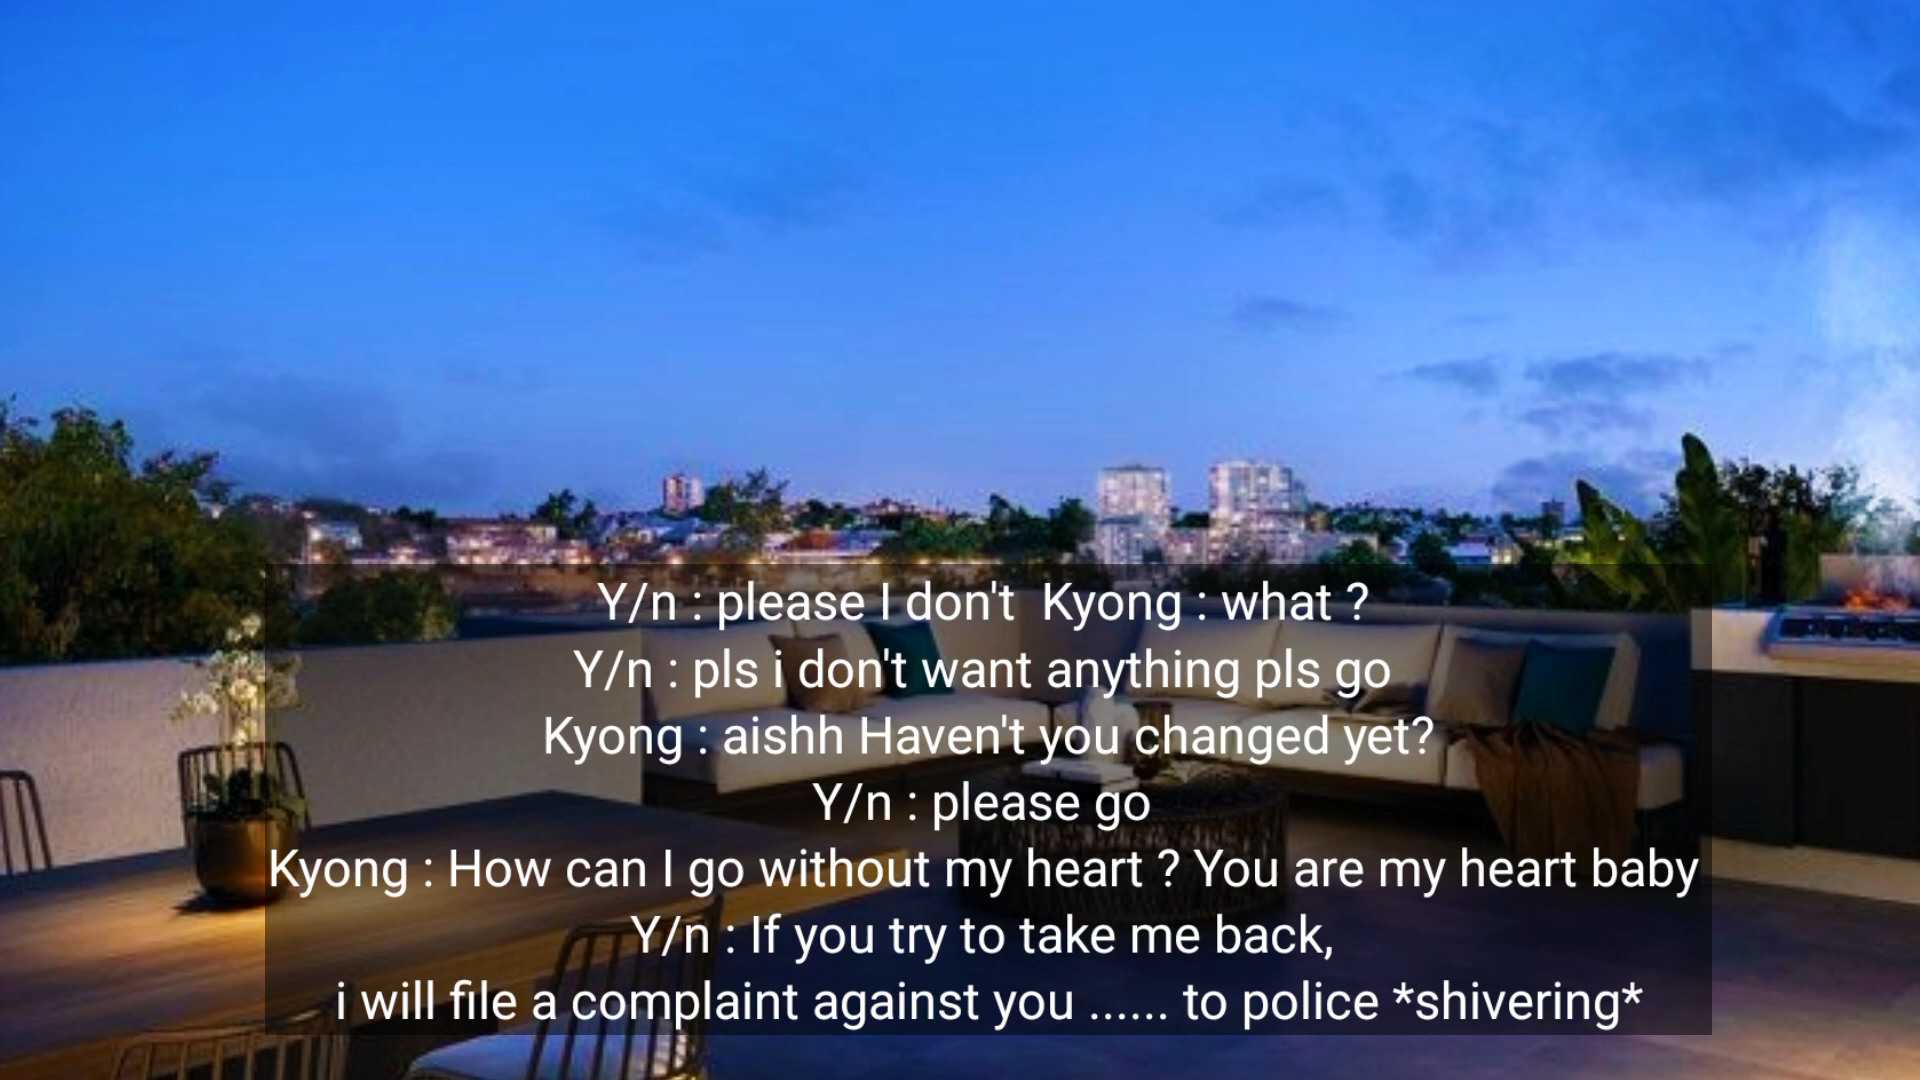 Y/n : please I don't  Kyong : what ?
Y/n : pls i don't want anything pls go
Kyong : aishh Haven't you changed yet?
Y/n : please go
Kyong : How can I go without my heart ? You are my heart baby
Y/n : If you try to take me back,
i will file a complaint against you ...... to police *shivering*